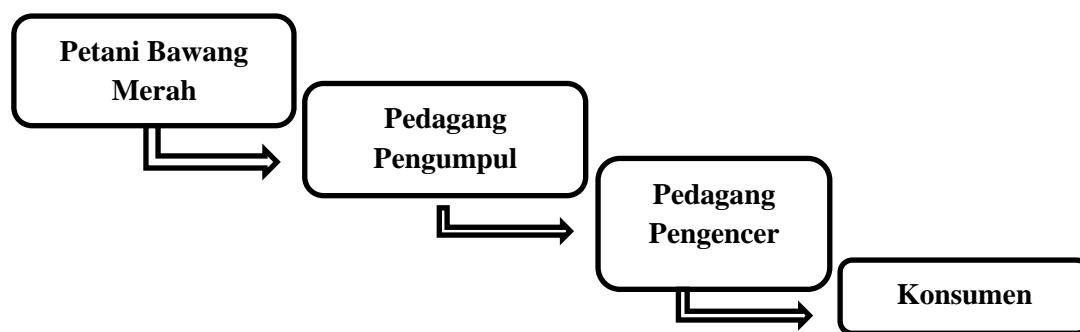 Petani Bawang
Merah
Pedagang
Pengumpul
Pedagang
Pengencer
Konsumen